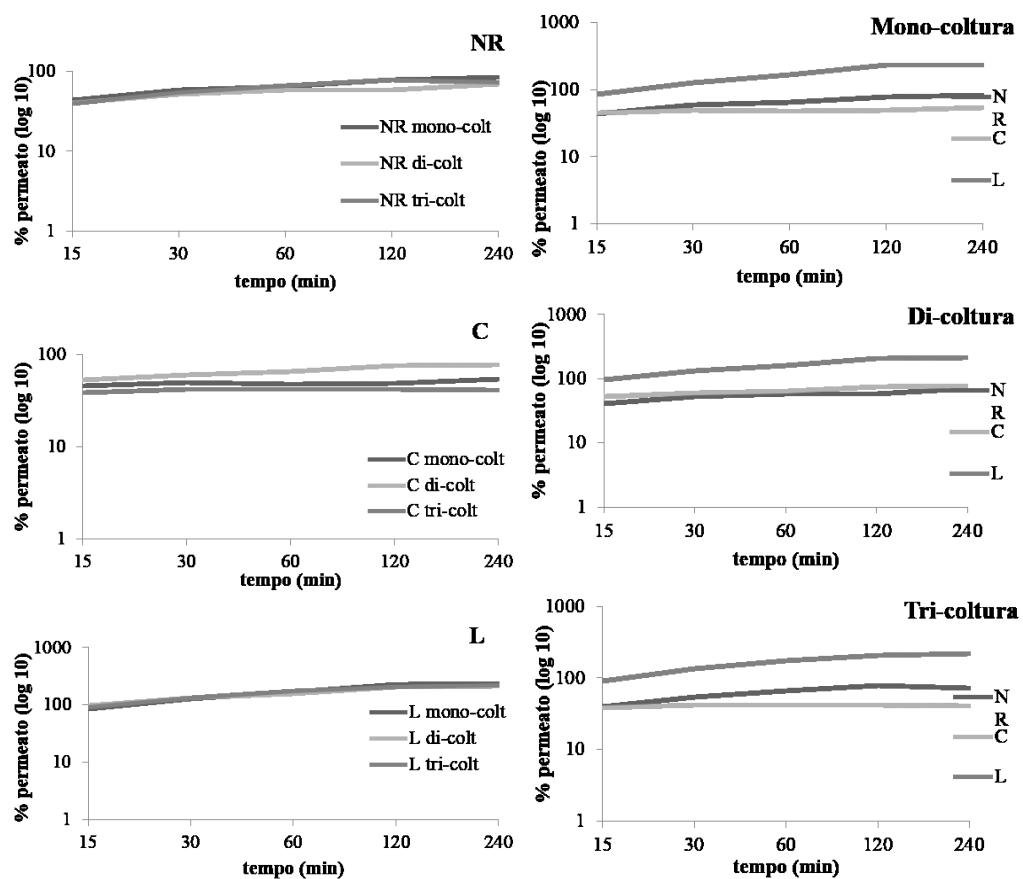 NR
% permeato (log 10)
100
10
1
15 30 60 120 240
tempo (min)
NR mono-colt
NR di-colt
NR tri-colt
Mono-coltura
% permeato (log 10)
1000
100
10
1
15 30 60 120 240
tempo (min)
N
R
C
L
C
% permeato (log 10)
100
10
1
15 30 60 120 240
tempo (min)
C mono-colt
C di-colt
C tri-colt
Di-coltura
% permeato (log 10)
1000
100
10
1
15 30 60 120 240
tempo (min)
N
R
C
L
L
% permeato (log 10)
1000
100
10
1
15 30 60 120 240
tempo (min)
L mono-colt
L di-colt
L tri-colt
Tri-coltura
% permeato (log 10)
1000
100
10
1
15 30 60 120 240
tempo (min)
N
R
C
L